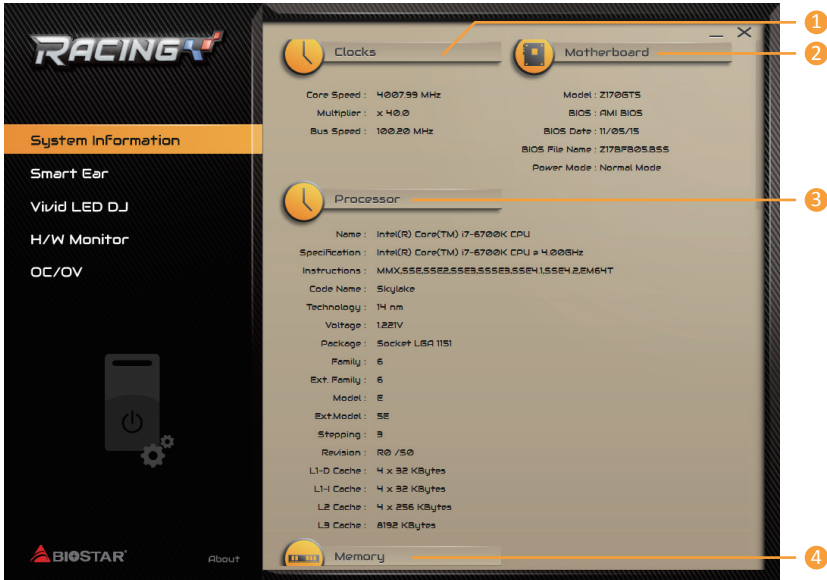 RACING
Clocks
Motherboard
1
2
Core Speed : 4007.99 MHz
Multiplier : x 40.0
Bus Speed : 100.20 MHz
Model : Z170GT5
BIOS : AMI BIOS
BIOS Date : 11/05/15
BIOS File Name : Z17BFB05.BSS
Power Mode : Normal Mode
System Information
Smart Ear
Vivid LED DJ
H/W Monitor
OC/OV
Processor
3
Name : Intel(R) Core(TM) i7-6700K CPU
Specification : Intel(R) Core(TM) i7-6700K CPU @ 4.00GHz
Instructions : MMX,SSE,SSE2,SSE3,SSSE3,SSE4.1,SSE4.2,EM64T
Code Name : Skylake
Technology : 14 nm
Voltage : 1.221V
Package : Socket LGA 1151
Family : 6
Ext. Family : 6
Model : E
Ext.Model : 5E
Stepping : 3
Revision : R0 /S0
L1-D Cache : 4 x 32 KBytes
L1-I Cache : 4 x 32 KBytes
L2 Cache : 4 x 256 KBytes
L3 Cache : 8192 KBytes
BIOSTAR
About
Memory
4